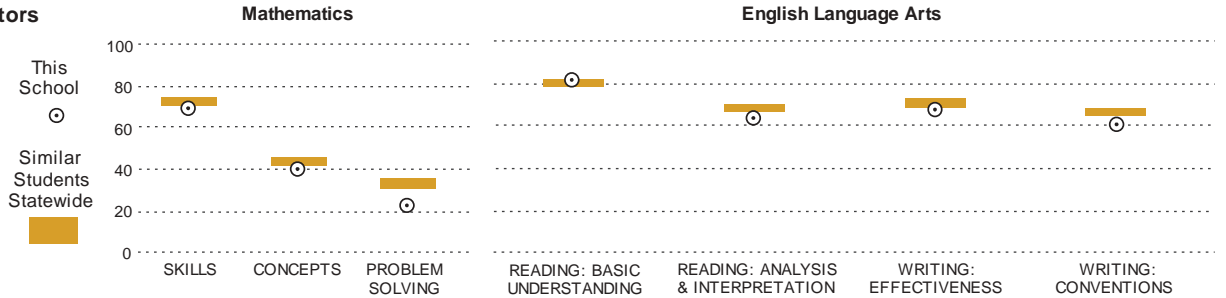 tors
Mathematics
English Language Arts
This
School
Similar
Students
Statewide
100
80
60
40
20
0
SKILLS
CONCEPTS
PROBLEM
SOLVING
READING: BASIC
UNDERSTANDING
READING: ANALYSIS
& INTERPRETATION
WRITING:
EFFECTIVENESS
WRITING:
CONVENTIONS